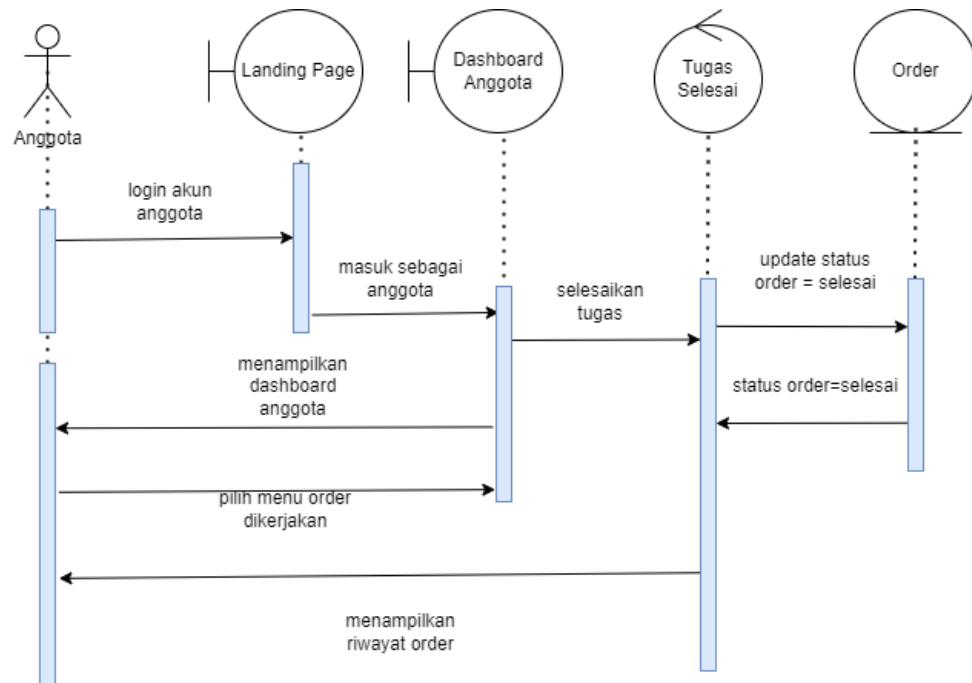 Anggota
Landing Page
Dashboard
Anggota
Tugas
Selesai
Order
login akun
anggota
masuk sebagai
anggota
selesaikan
tugas
update status
order = selesai
menampilkan
dashboard
anggota
status order=selesai
pilih menu order
dikerjakan
menampilkan
riwayat order